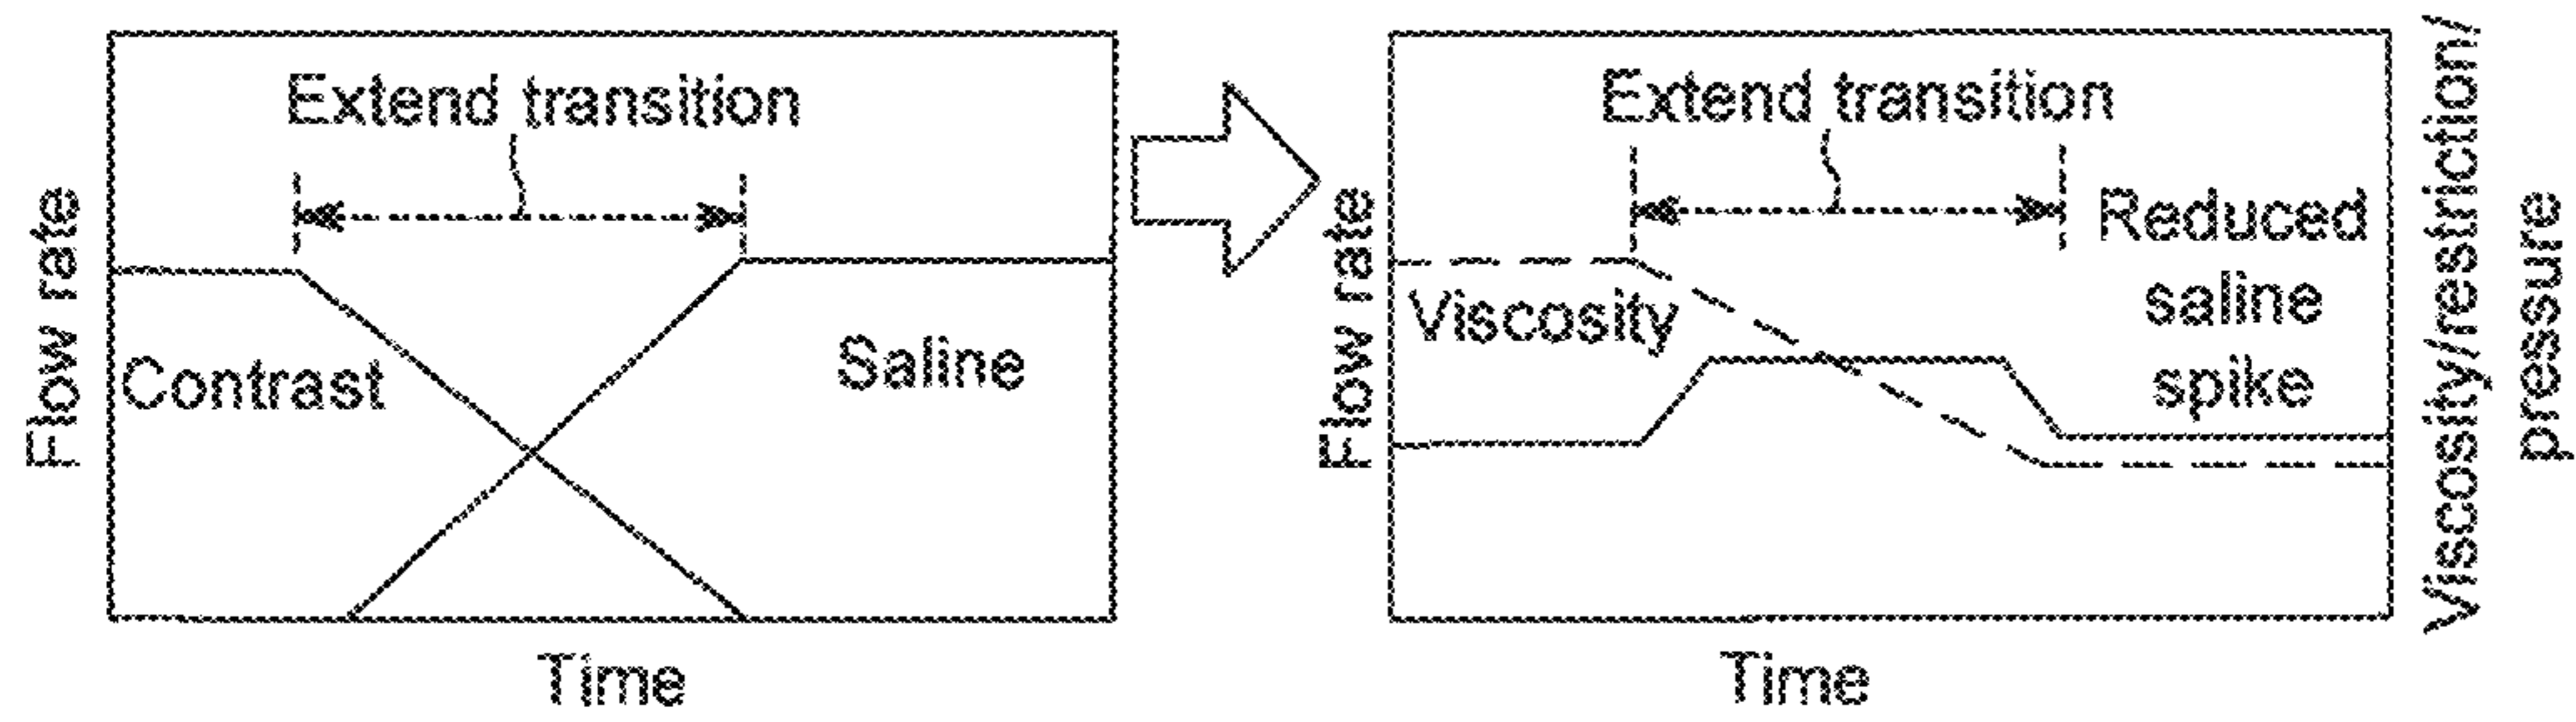 Extend transition
Flow rate
Contrast
Saline
Time
Extend transition
Flow rate
Viscosity
Reduced
saline
spike
Time
Viscosity/restriction/
pressure